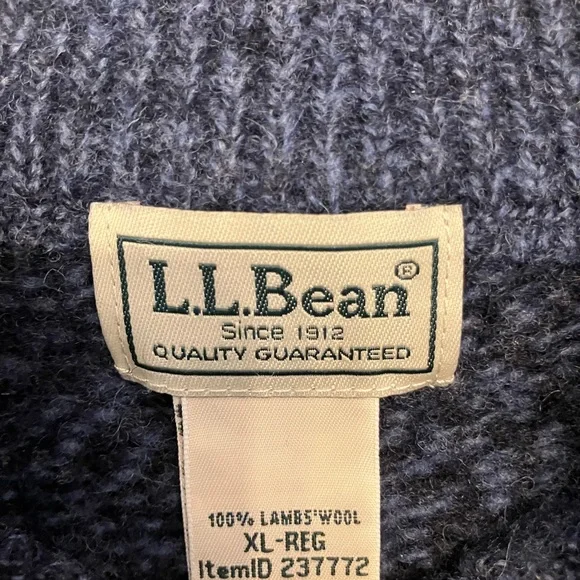 L.L.Bean®
Since 1912
QUALITY GUARANTEED
100% LAMBS'WOOL
XL-REG
ItemID 237772